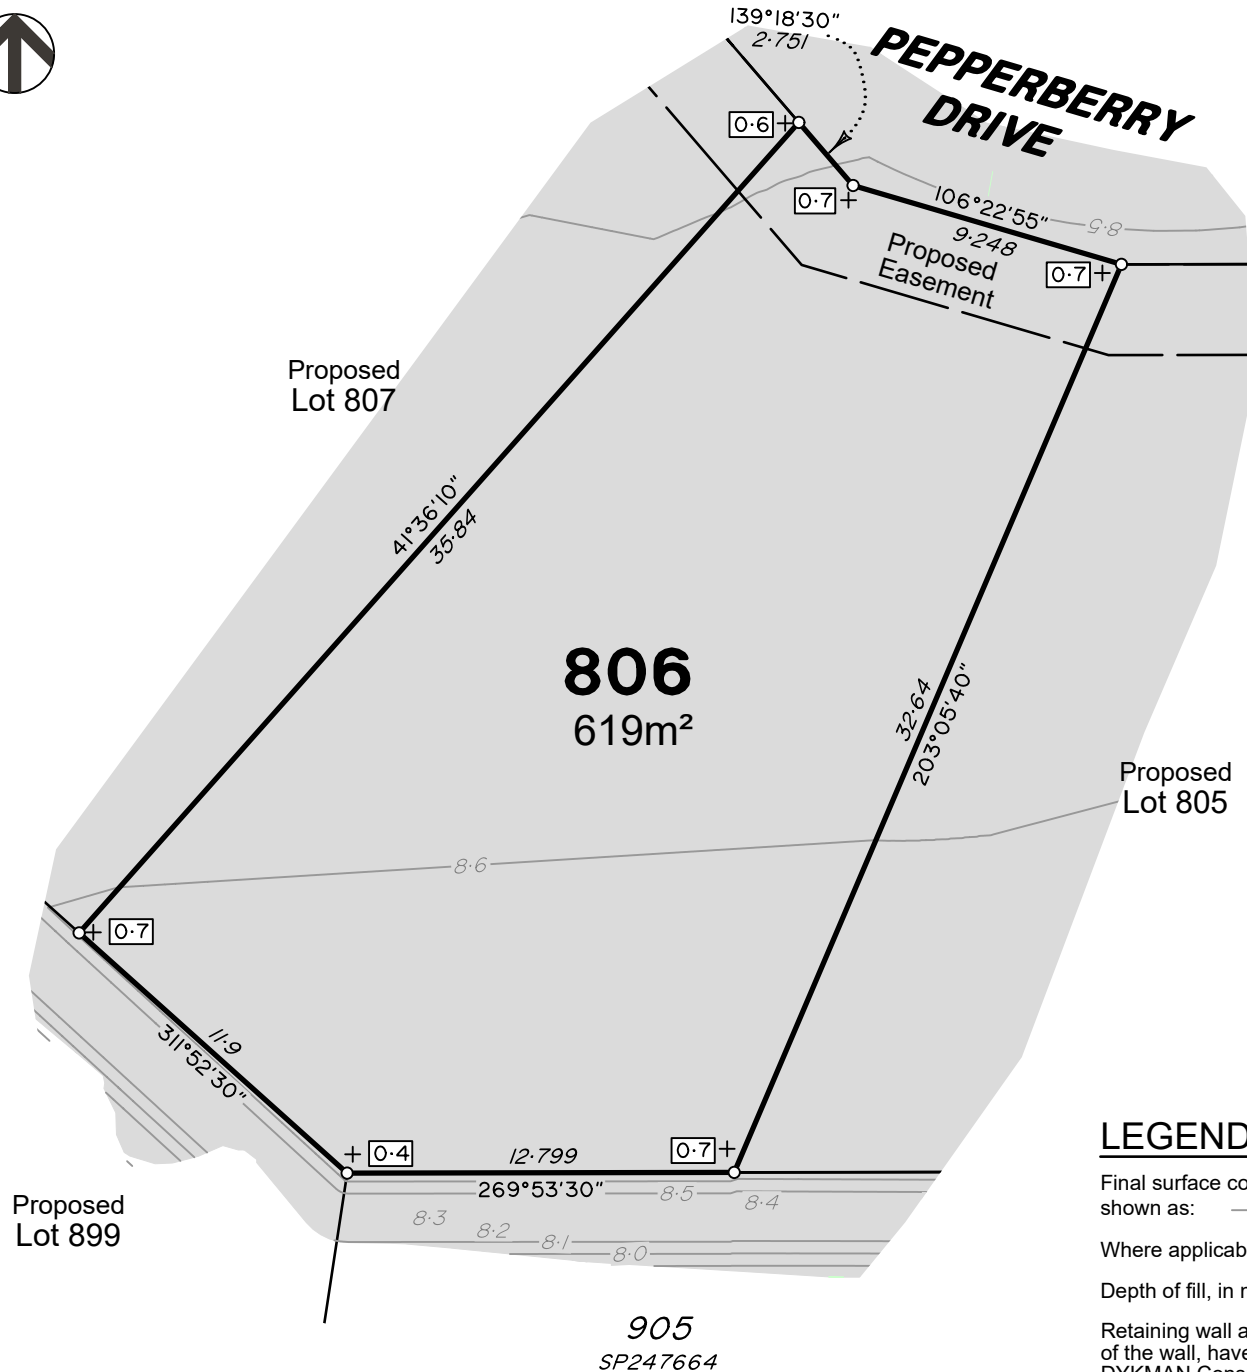 139°18'30"
2·751
PEPPERBERRY
DRIVE
0·6
0·7
106°22'55"
9·248
8·5
Proposed
Easement
0·7
Proposed
Lot 807
41°36'10"
35·84
806
619m²
32·64
203°05'40"
Proposed
Lot 805
8·6
0·7
11·9
311°52'30"
0·4
12·799
0·7
269°53'30"
8·5
8·4
8·3
8·2
8·1
8·0
Proposed
Lot 899
905
SP247664
LEGEND
Final surface co
shown as:
Where applicab
Depth of fill, in
Retaining wall a
of the wall, have